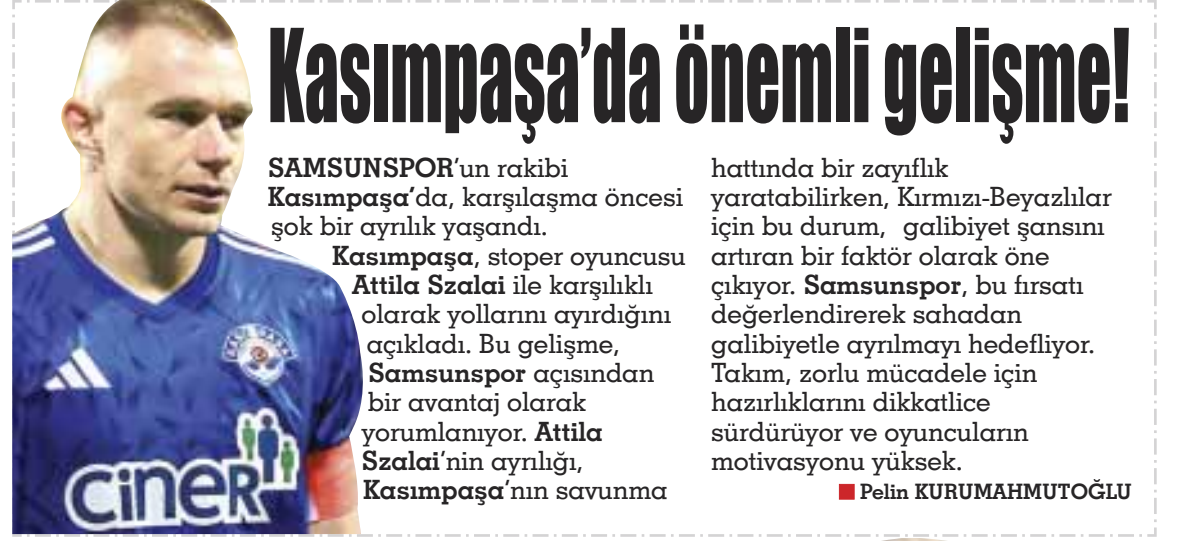 Kasımpaşa'da önemli gelişme!
SAMSUNSPOR'un rakibi
Kasımpaşa'da, karşılaşma öncesi
şok bir ayrılık yaşandı.
Kasımpaşa, stoper oyuncusu
Attila Szalai ile karşılıklı
olarak yollarını ayırdığını
açıkladı. Bu gelişme,
Samsunspor açısından
bir avantaj olarak
yorumlanıyor. Attila
Szalai'nin ayrılığı,
Kasımpaşa'nın savunma
hattında bir zayıflık
yaratabilirken, Kırmızı-Beyazlılar
için bu durum, galibiyet şansını
artıran bir faktör olarak öne
çıkıyor. Samsunspor, bu fırsatı
değerlendirerek sahadan
galibiyetle ayrılmayı hedefliyor.
Takım, zorlu mücadele için
hazırlıklarını dikkatlice
sürdürüyor ve oyuncuların
motivasyonu yüksek.
Pelin KURUMAHMUTOĞLU
ciner